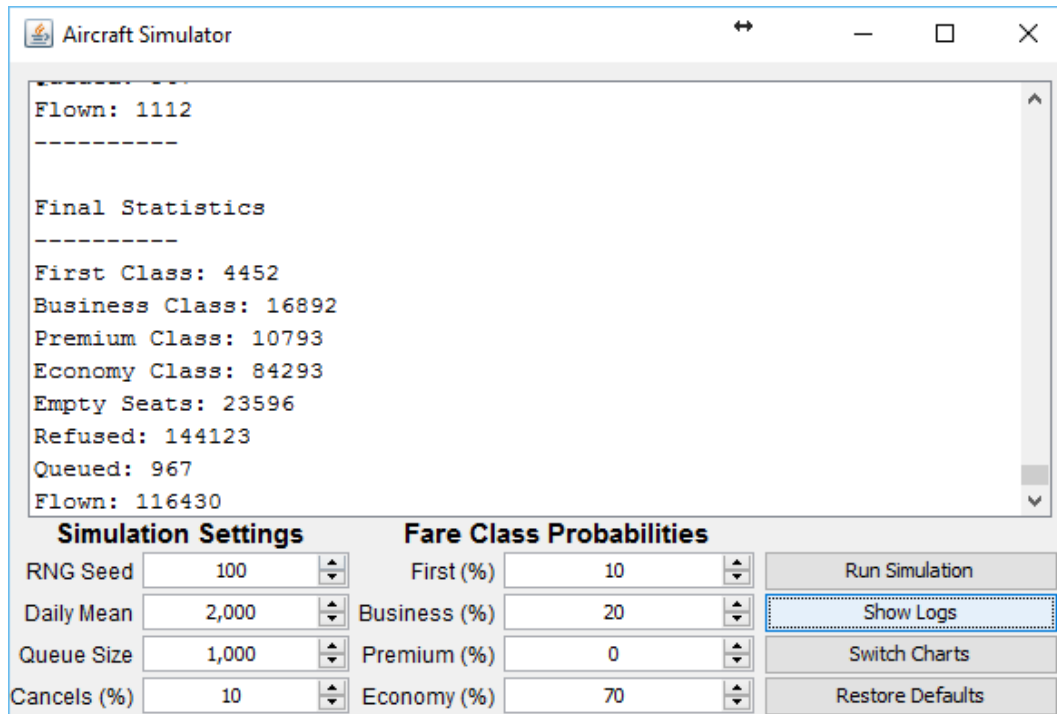 Aircraft Simulator
Flown: 1112
----------
Final Statistics
----------
First Class: 4452
Business Class: 16892
Premium Class: 10793
Economy Class: 84293
Empty Seats: 23596
Refused: 144123
Queued: 967
Flown: 116430
Simulation Settings Fare Class Probabilities
RNG Seed 100 First (%) 10 Run Simulation
Daily Mean 2,000 Business (%) 20 Show Logs
Queue Size 1,000 Premium (%) 0 Switch Charts
Cancels (%) 10 Economy (%) 70 Restore Defaults